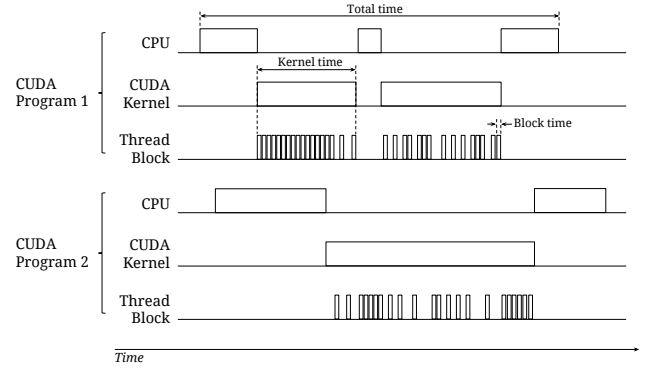 Total time
CPU
Kernel time
CUDA
Program 1
CUDA
Kernel
Block time
Thread
Block
CPU
CUDA
Program 2
CUDA
Kernel
Thread
Block
Time